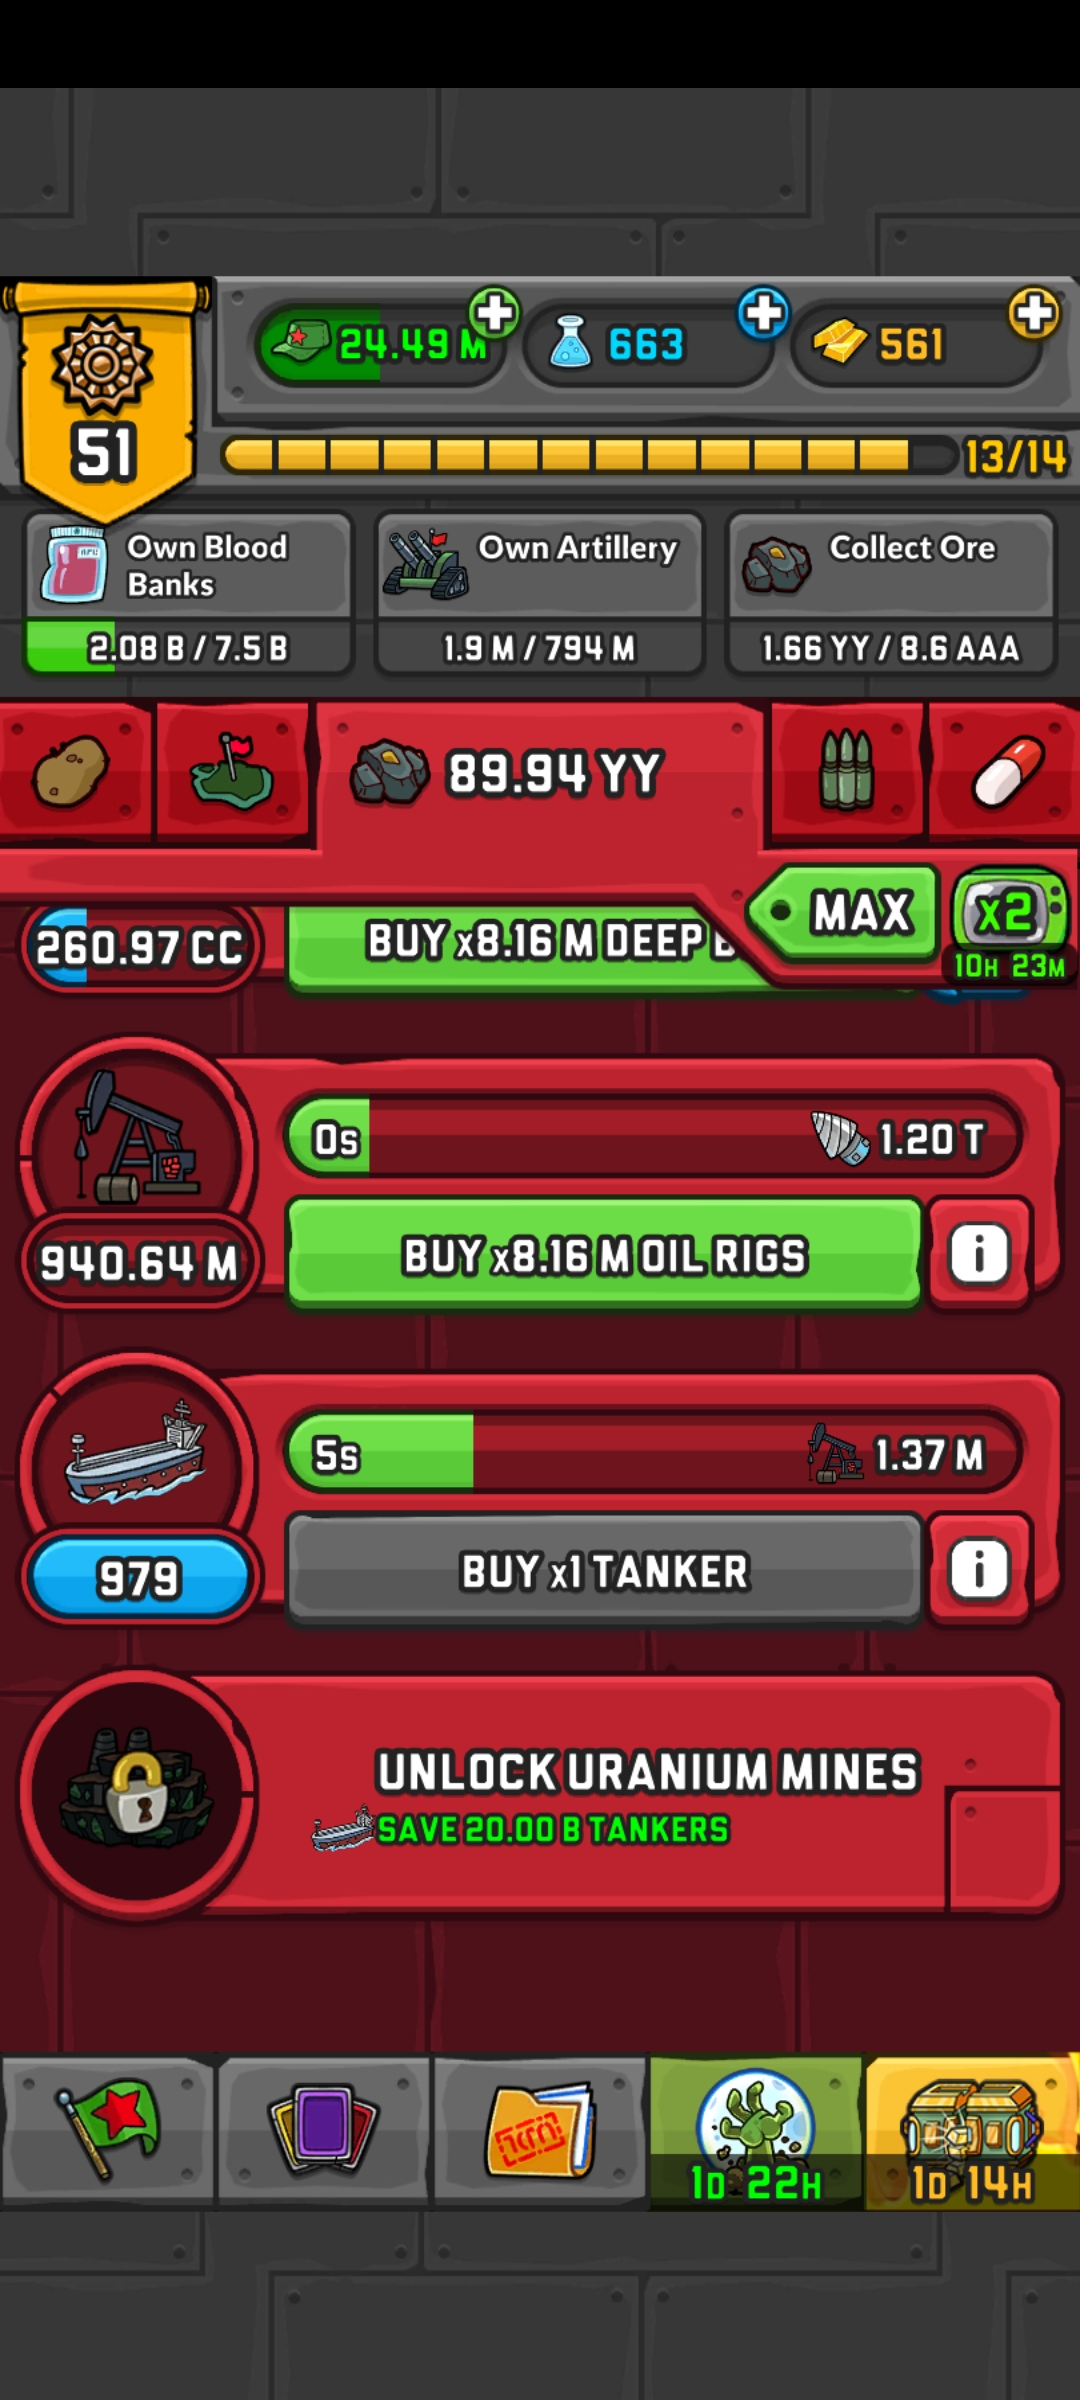 24.49 M
663
561
51
13/14
Own Blood
Banks
2.08 B / 7.5 B
Own Artillery
1.9 M / 794 M
Collect Ore
1.66 YY / 8.6 AAA
89.94 YY
MAX
x2
10H 23M
260.97 CC
BUY x8.16 M DEEP
0s
1.20 T
940.64 M
BUY x8.16 M OIL RIGS
i
5s
1.37 M
979
BUY x1 TANKER
i
UNLOCK URANIUM MINES
SAVE 20.00 B TANKERS
1D 22H
1D 14H